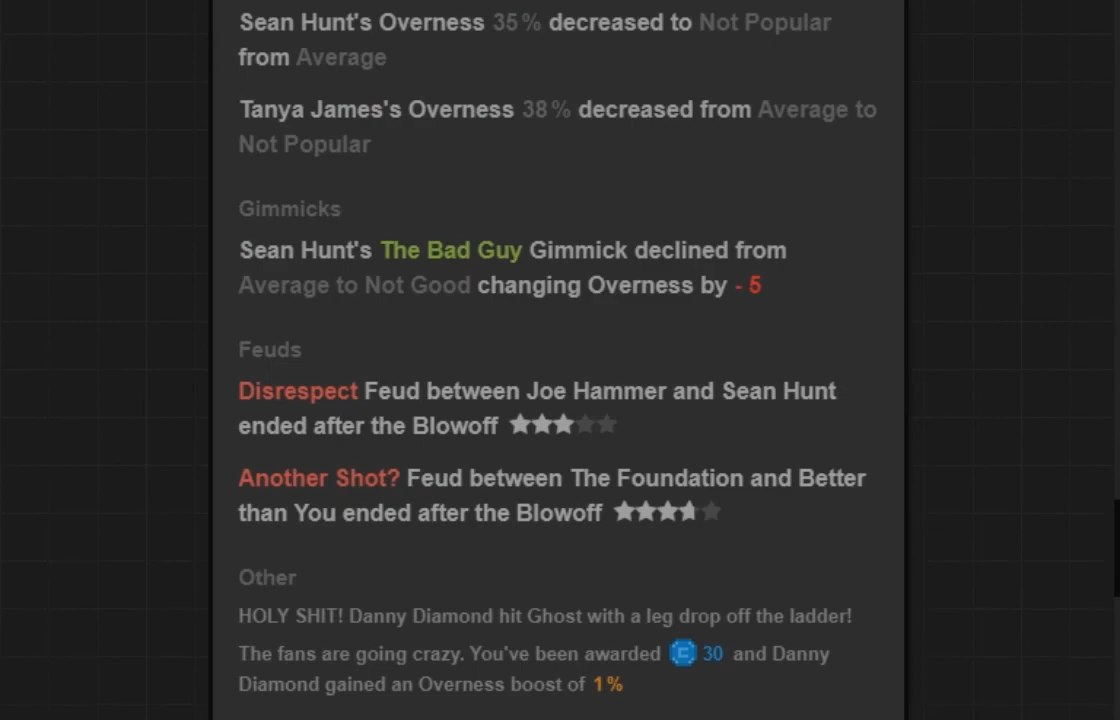 Sean Hunt's Overness 35% decreased to Not Popular
from Average
Tanya James's Overness 38% decreased from Average to
Not Popular
Gimmicks
Sean Hunt's The Bad Guy Gimmick declined from
Average to Not Good changing Overness by - 5
Feuds
Disrespect Feud between Joe Hammer and Sean Hunt
ended after the Blowoff
Another Shot? Feud between The Foundation and Better
than You ended after the Blowoff
Other
HOLY SHIT! Danny Diamond hit Ghost with a leg drop off the ladder!
The fans are going crazy. You've been awarded C 30 and Danny
Diamond gained an Overness boost of 1%